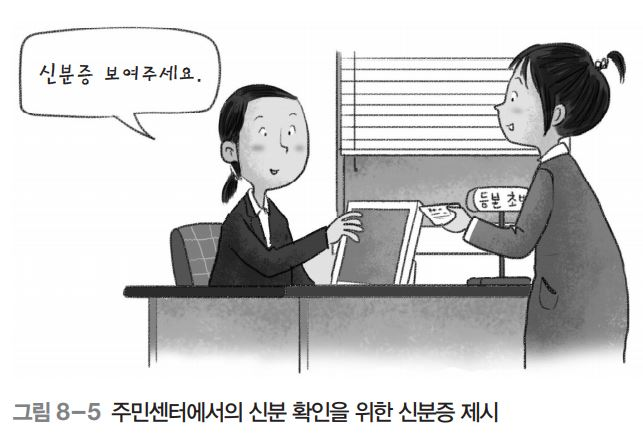 신분증 보여주세요.
등본 초본
그림 8-5 주민센터에서의 신분 확인을 위한 신분증 제시